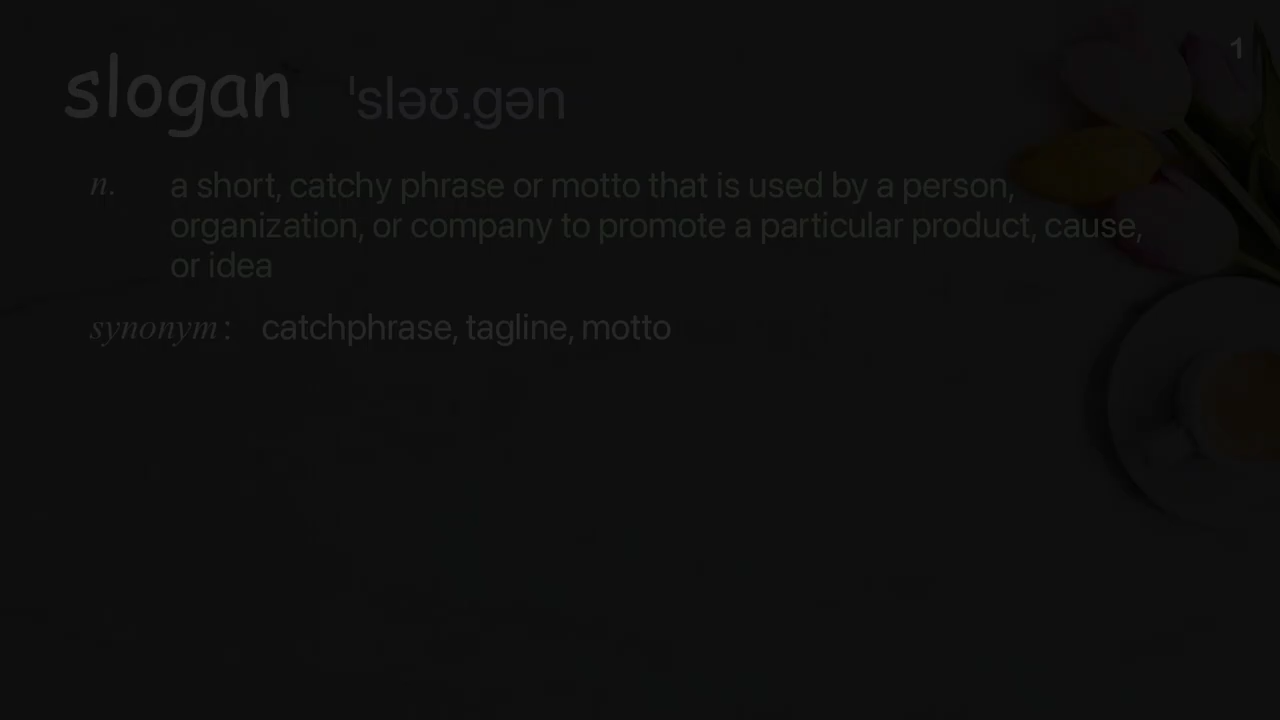 1
slogan ˈsləʊ.gən
n. a short, catchy phrase or motto that is used by a person,
organization, or company to promote a particular product, cause,
or idea
synonym: catchphrase, tagline, motto